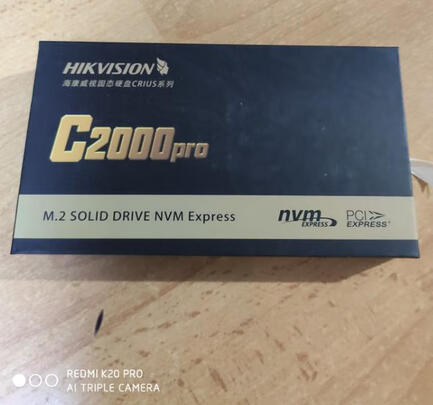 HIKVISION
海康威视固态硬盘CRIUS系列
C2000pro
M.2 SOLID DRIVE NVM Express
nvm
EXPRESS
PCI
EXPRESS
REDMI K20 PRO
AI TRIPLE CAMERA